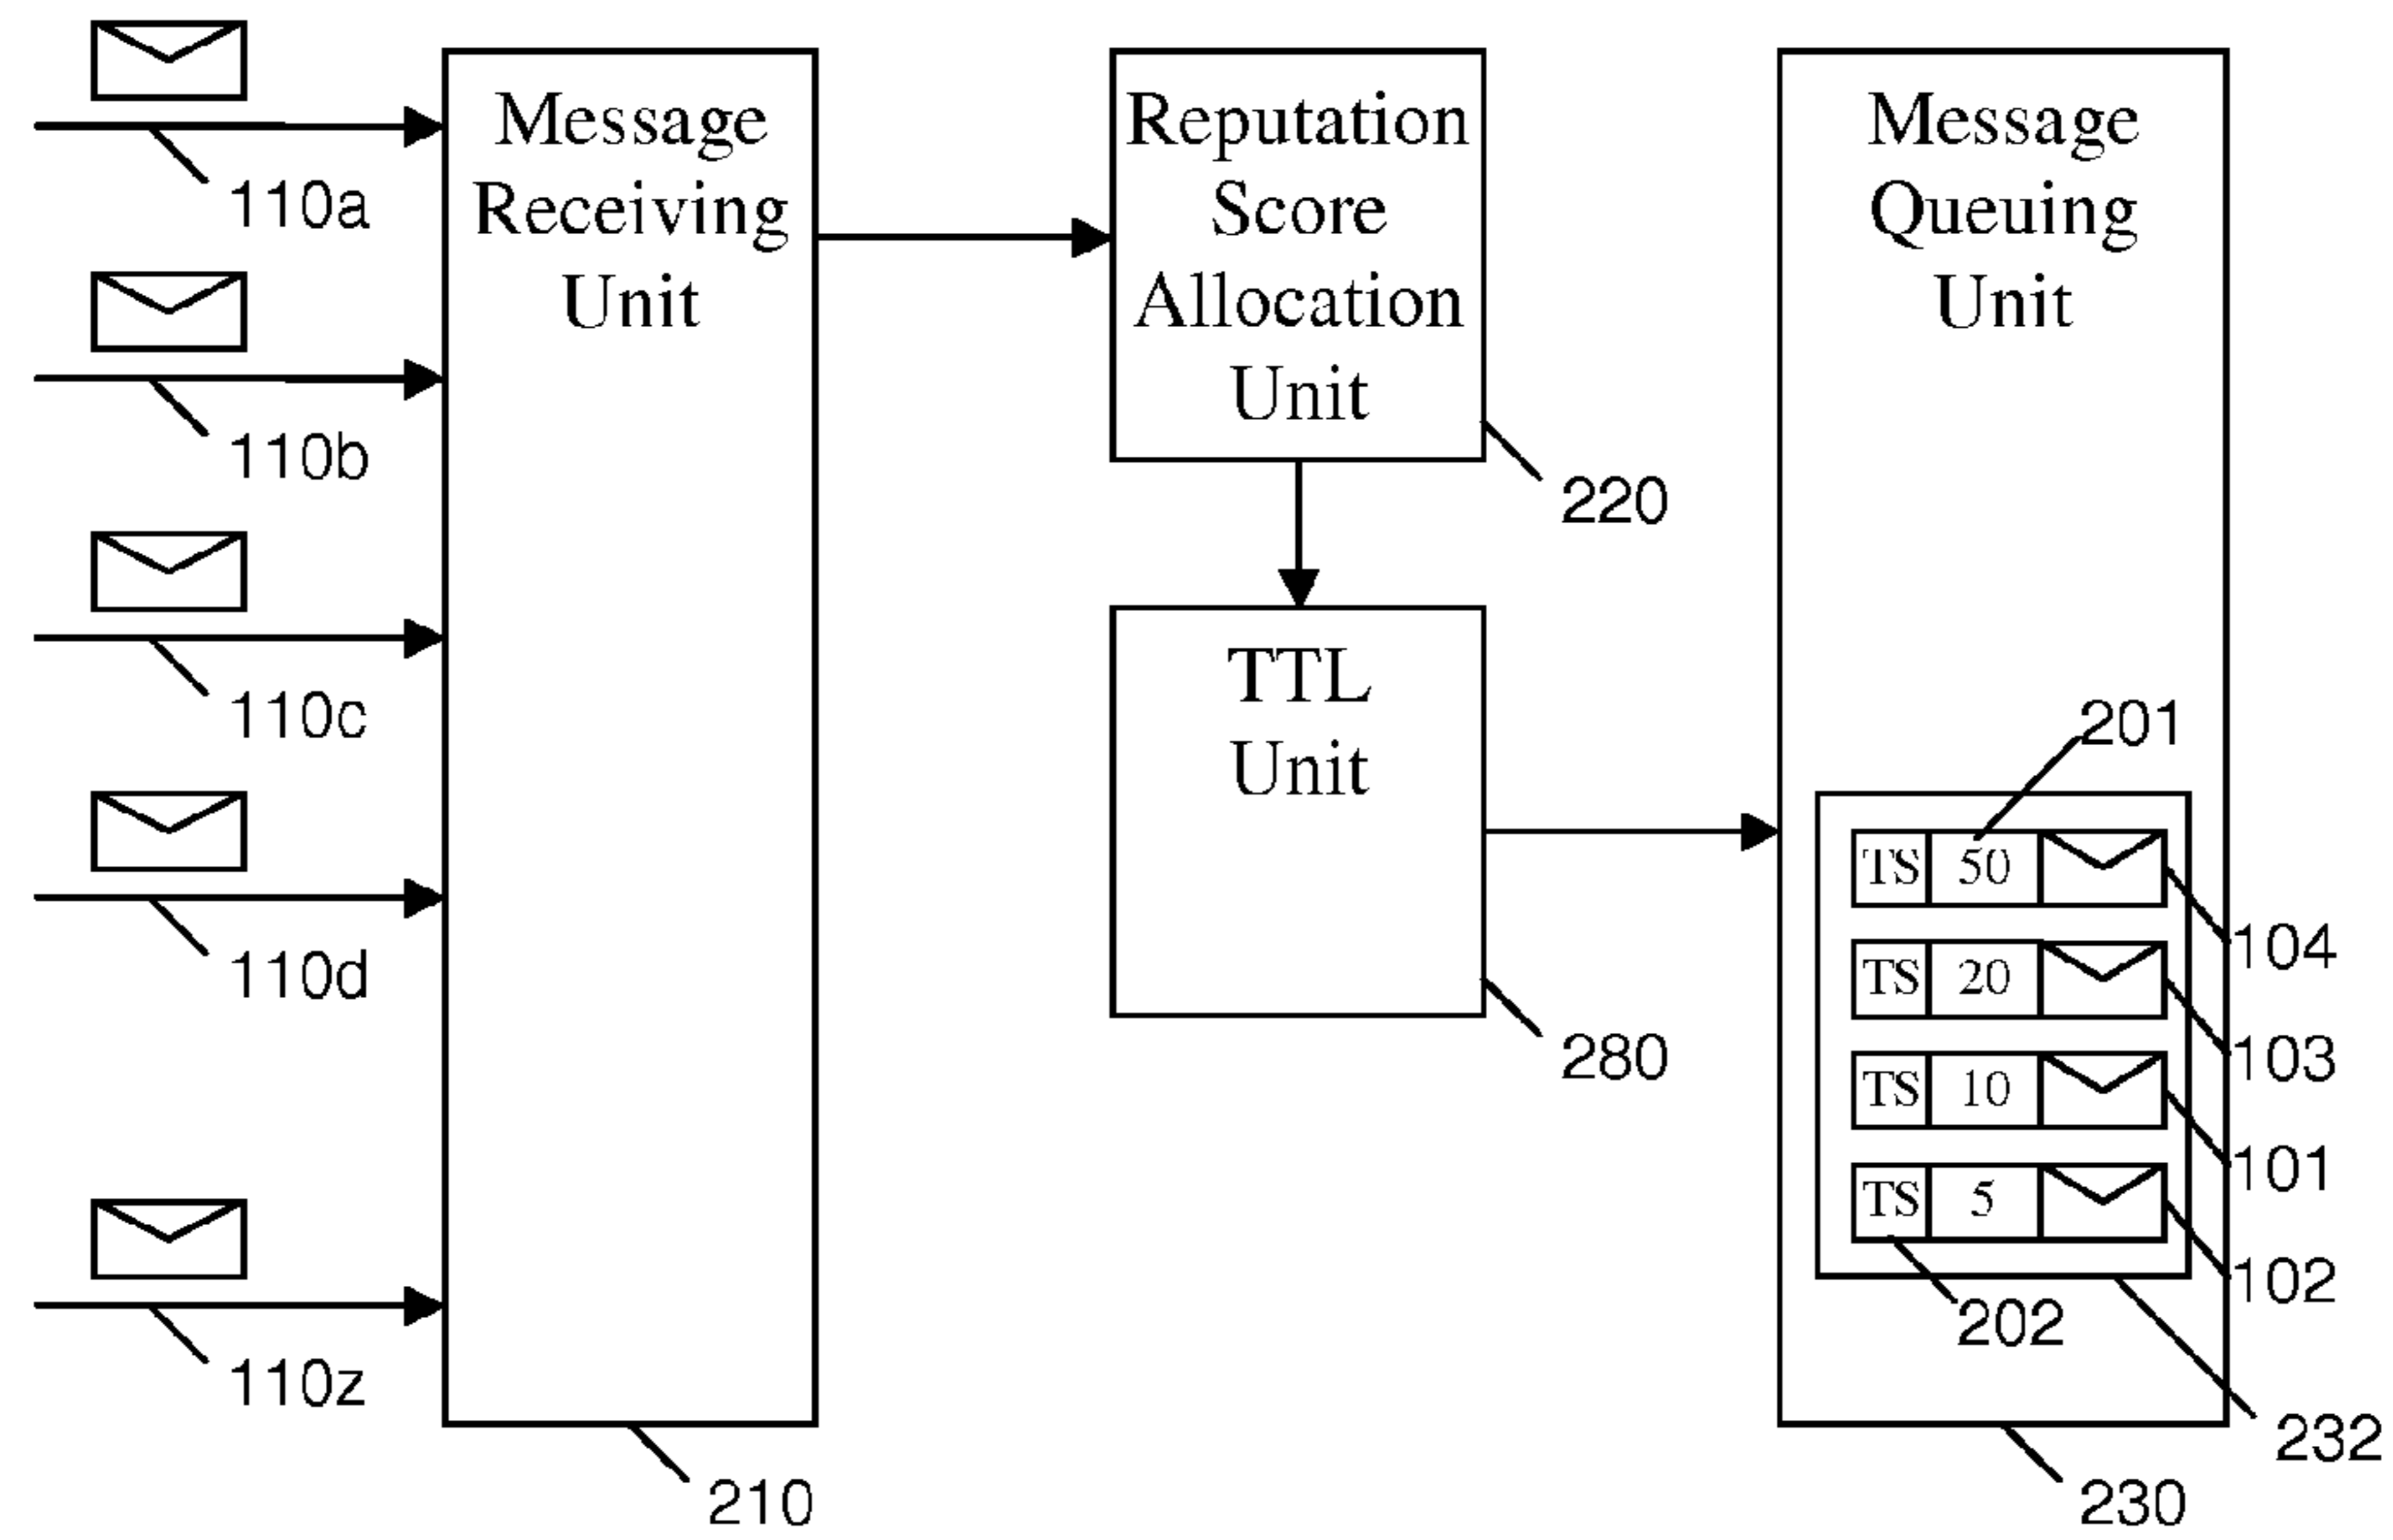 110a
110b
110c
110d
110z
Message
Receiving
Unit
210
Reputation
Score
Allocation
Unit
220
TTL
Unit
280
Message
Queuing
Unit
201
TS 50
104
TS 20
103
TS 10
101
TS 5
102
202
232
230